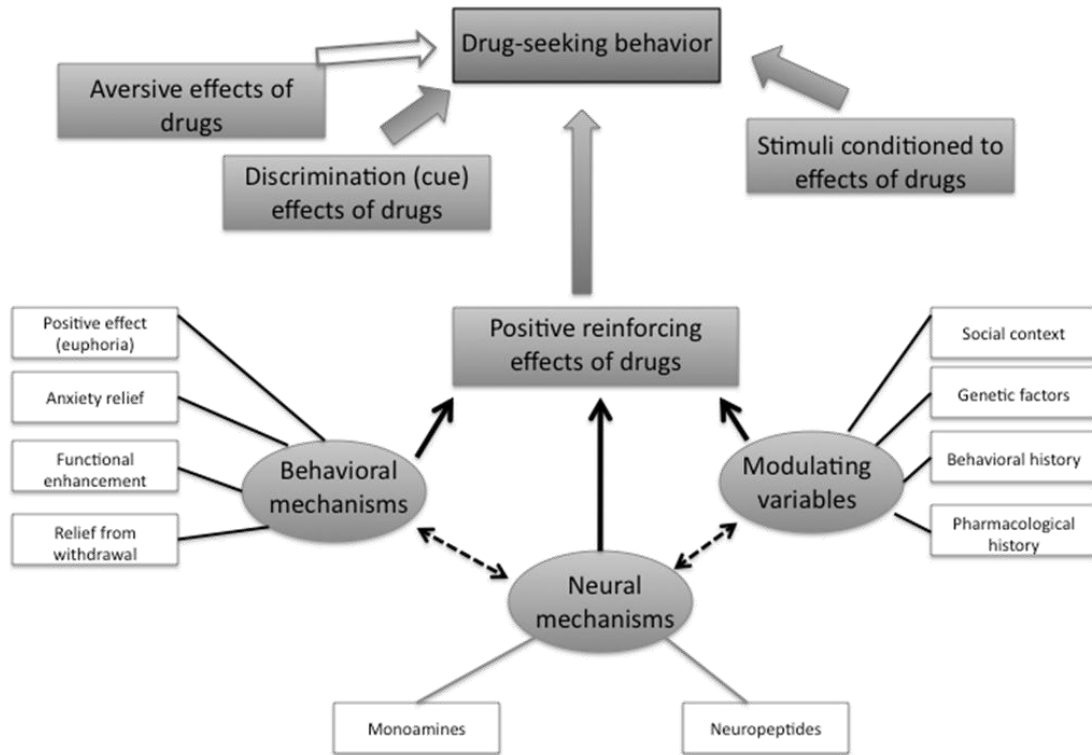 Drug-seeking behavior
Aversive effects of
drugs
Discrimination (cue)
effects of drugs
Stimuli conditioned to
effects of drugs
Positive reinforcing
effects of drugs
Positive effect
(euphoria)
Anxiety relief
Functional
enhancement
Relief from
withdrawal
Behavioral
mechanisms
Modulating
variables
Social context
Genetic factors
Behavioral history
Pharmacological
history
Neural
mechanisms
Monoamines
Neuropeptides